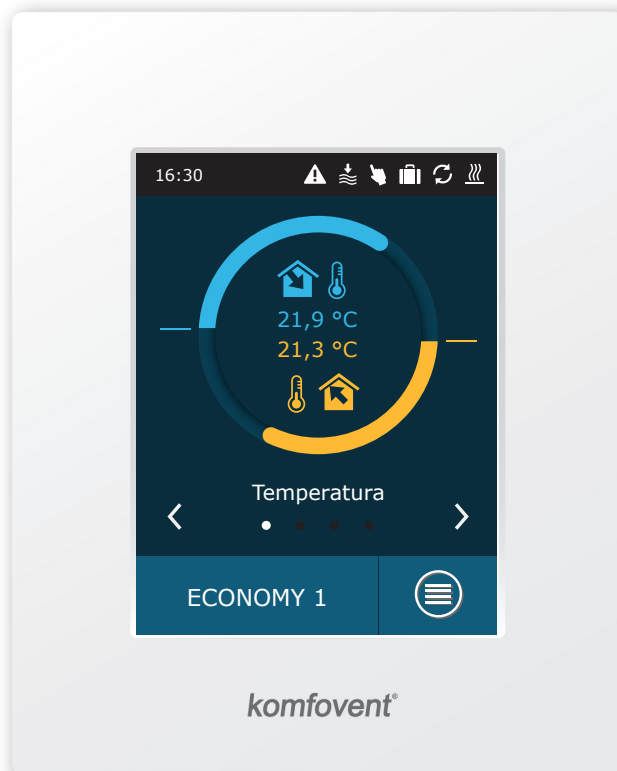 16:30
21,9 °C
21,3 °C
Temperatura
ECONOMY 1
komfovent®